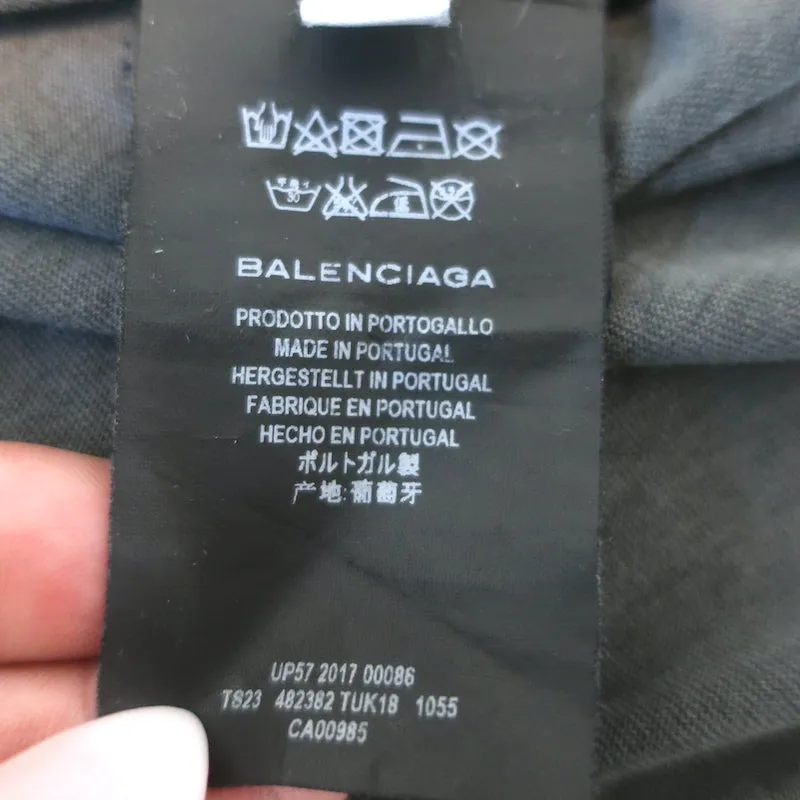 BALENCIAGA
PRODOTTO IN PORTOGALLO
MADE IN PORTUGAL
HERGESTELLT IN PORTUGAL
FABRIQUE EN PORTUGAL
HECHO EN PORTUGAL
ポルトガル製
产地:葡萄牙
UP57 2017 00086
TS23 482382 TUK18 1055
CA00985